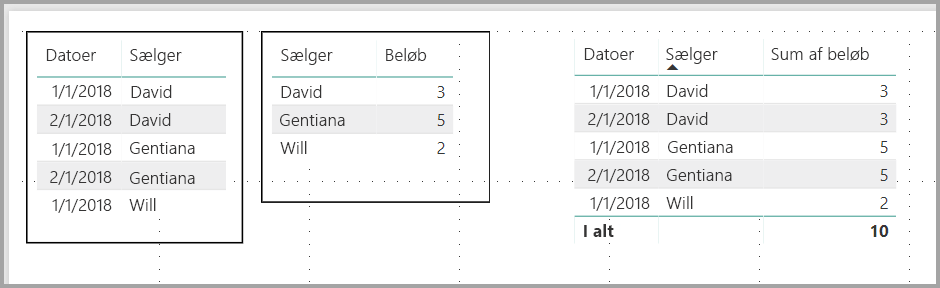 Datoer Sælger
1/1/2018 David
2/1/2018 David
1/1/2018 Gentiana
2/1/2018 Gentiana
1/1/2018 Will
Sælger Beløb
David 3
Gentiana 5
Will 2
Datoer Sælger Sum af beløb
1/1/2018 David 3
2/1/2018 David 3
1/1/2018 Gentiana 5
2/1/2018 Gentiana 5
1/1/2018 Will 2
I alt 10